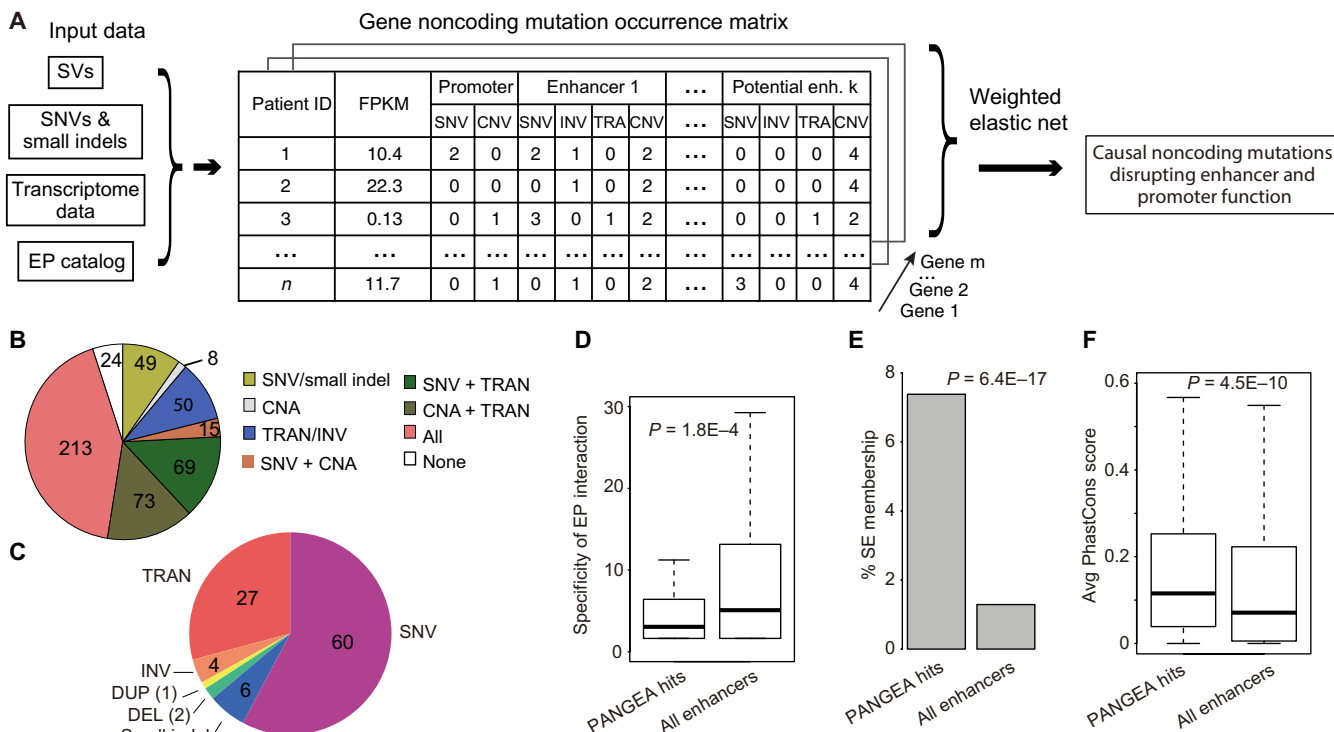 A
Input data
SVs
SNVs &
small indels
Transcriptome
data
EP catalog
Gene noncoding mutation occurrence matrix
Patient ID FPKM Promoter Enhancer 1 ... Potential enh. k
SNV CNV SNV INV TRA CNV ... SNV INV TRA CNV
1 10.4 2 0 2 1 0 2 ... 0 0 0 4
2 22.3 0 0 0 1 0 2 ... 0 0 0 4
3 0.13 0 1 3 0 1 2 ... 0 0 1 2
... ... ... ... ... ... ... ... ... ... ... ... ...
n 11.7 0 1 0 1 0 2 ... 3 0 0 4
Gene m
...
Gene 2
Gene 1
Weighted
elastic net
Causal noncoding mutations
disrupting enhancer and
promoter function
B
24
49
8
50
15
69
73
213
SNV/small indel
CNA
TRAN/INV
SNV + CNA
SNV + TRAN
CNA + TRAN
All
None
C
TRAN
27
SNV
60
INV
4
DUP (1)
DEL (2)
6
D
P = 1.8E–4
Specificity of EP interaction
30
20
10
0
PANGEA hits
All enhancers
E
P = 6.4E–17
% SE membership
8
6
4
2
0
PANGEA hits
All enhancers
F
P = 4.5E–10
Avg PhastCons score
0.6
0.4
0.2
0
PANGEA hits
All enhancers